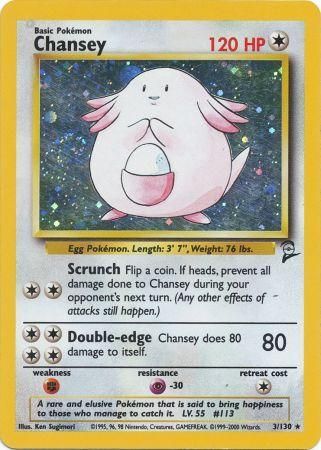 Basic Pokémon
Chansey 120 HP
Egg Pokémon. Length: 3' 7", Weight: 76 lbs.
Scrunch Flip a coin. If heads, prevent all
damage done to Chansey during your
opponent's next turn. (Any other effects of
attacks still happen.)
Double-edge Chansey does 80 80
damage to itself.
weakness resistance retreat cost
-30
A rare and elusive Pokémon that is said to bring happiness
to those who manage to catch it. LV. 55 #113
Illus. Ken Sugimori ©1995, 96, 98 Nintendo, Creatures, GAMEFREAK. ©1999-2000 Wizards. 3/130